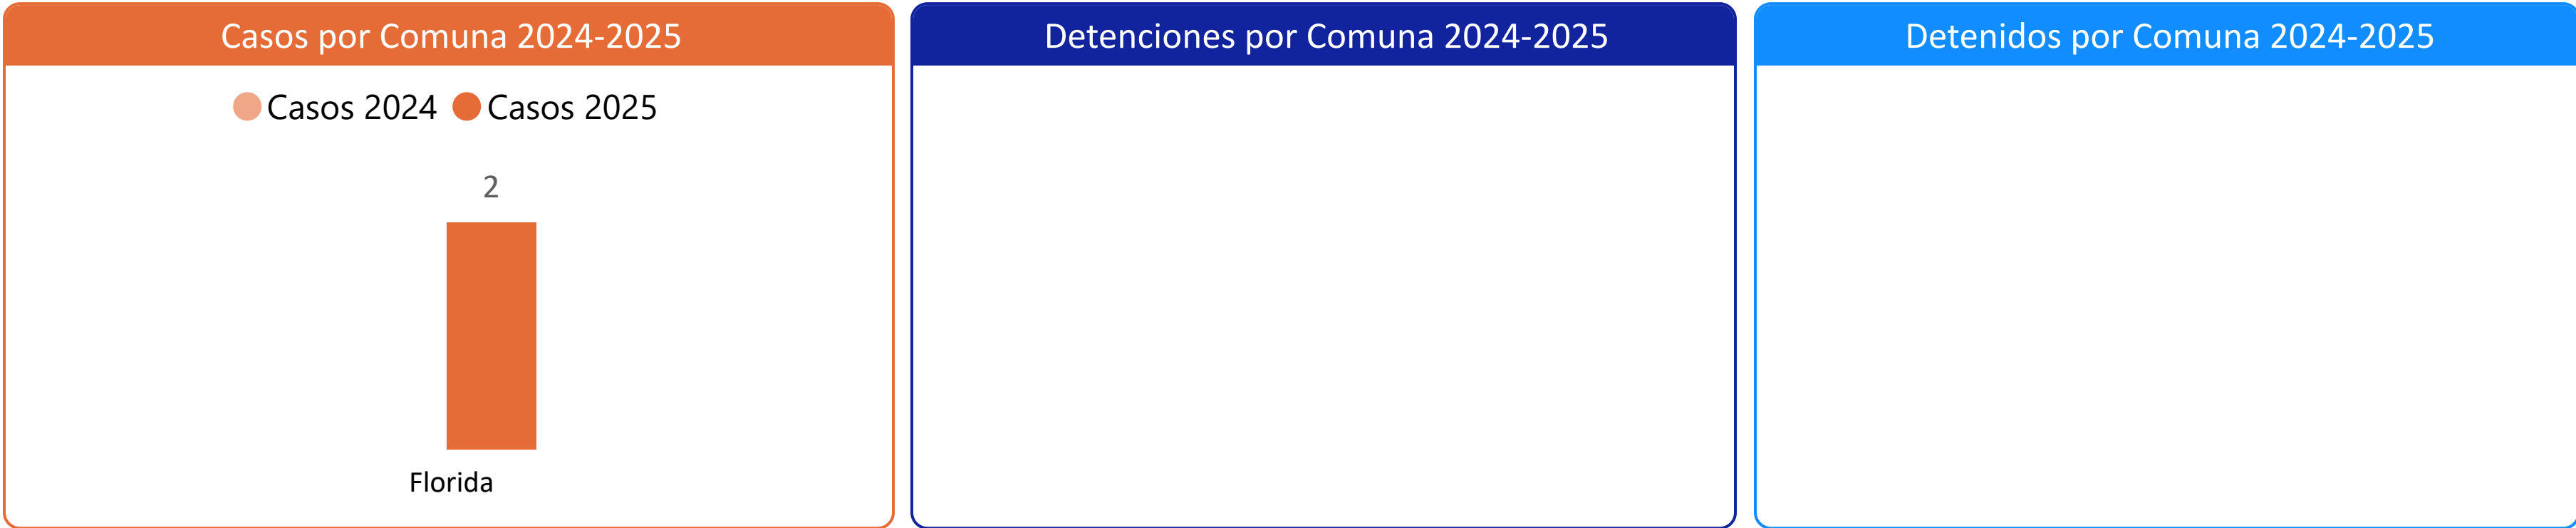 Casos por Comuna 2024-2025
Casos 2024 Casos 2025
2
Florida
Detenciones por Comuna 2024-2025
Detenidos por Comuna 2024-2025